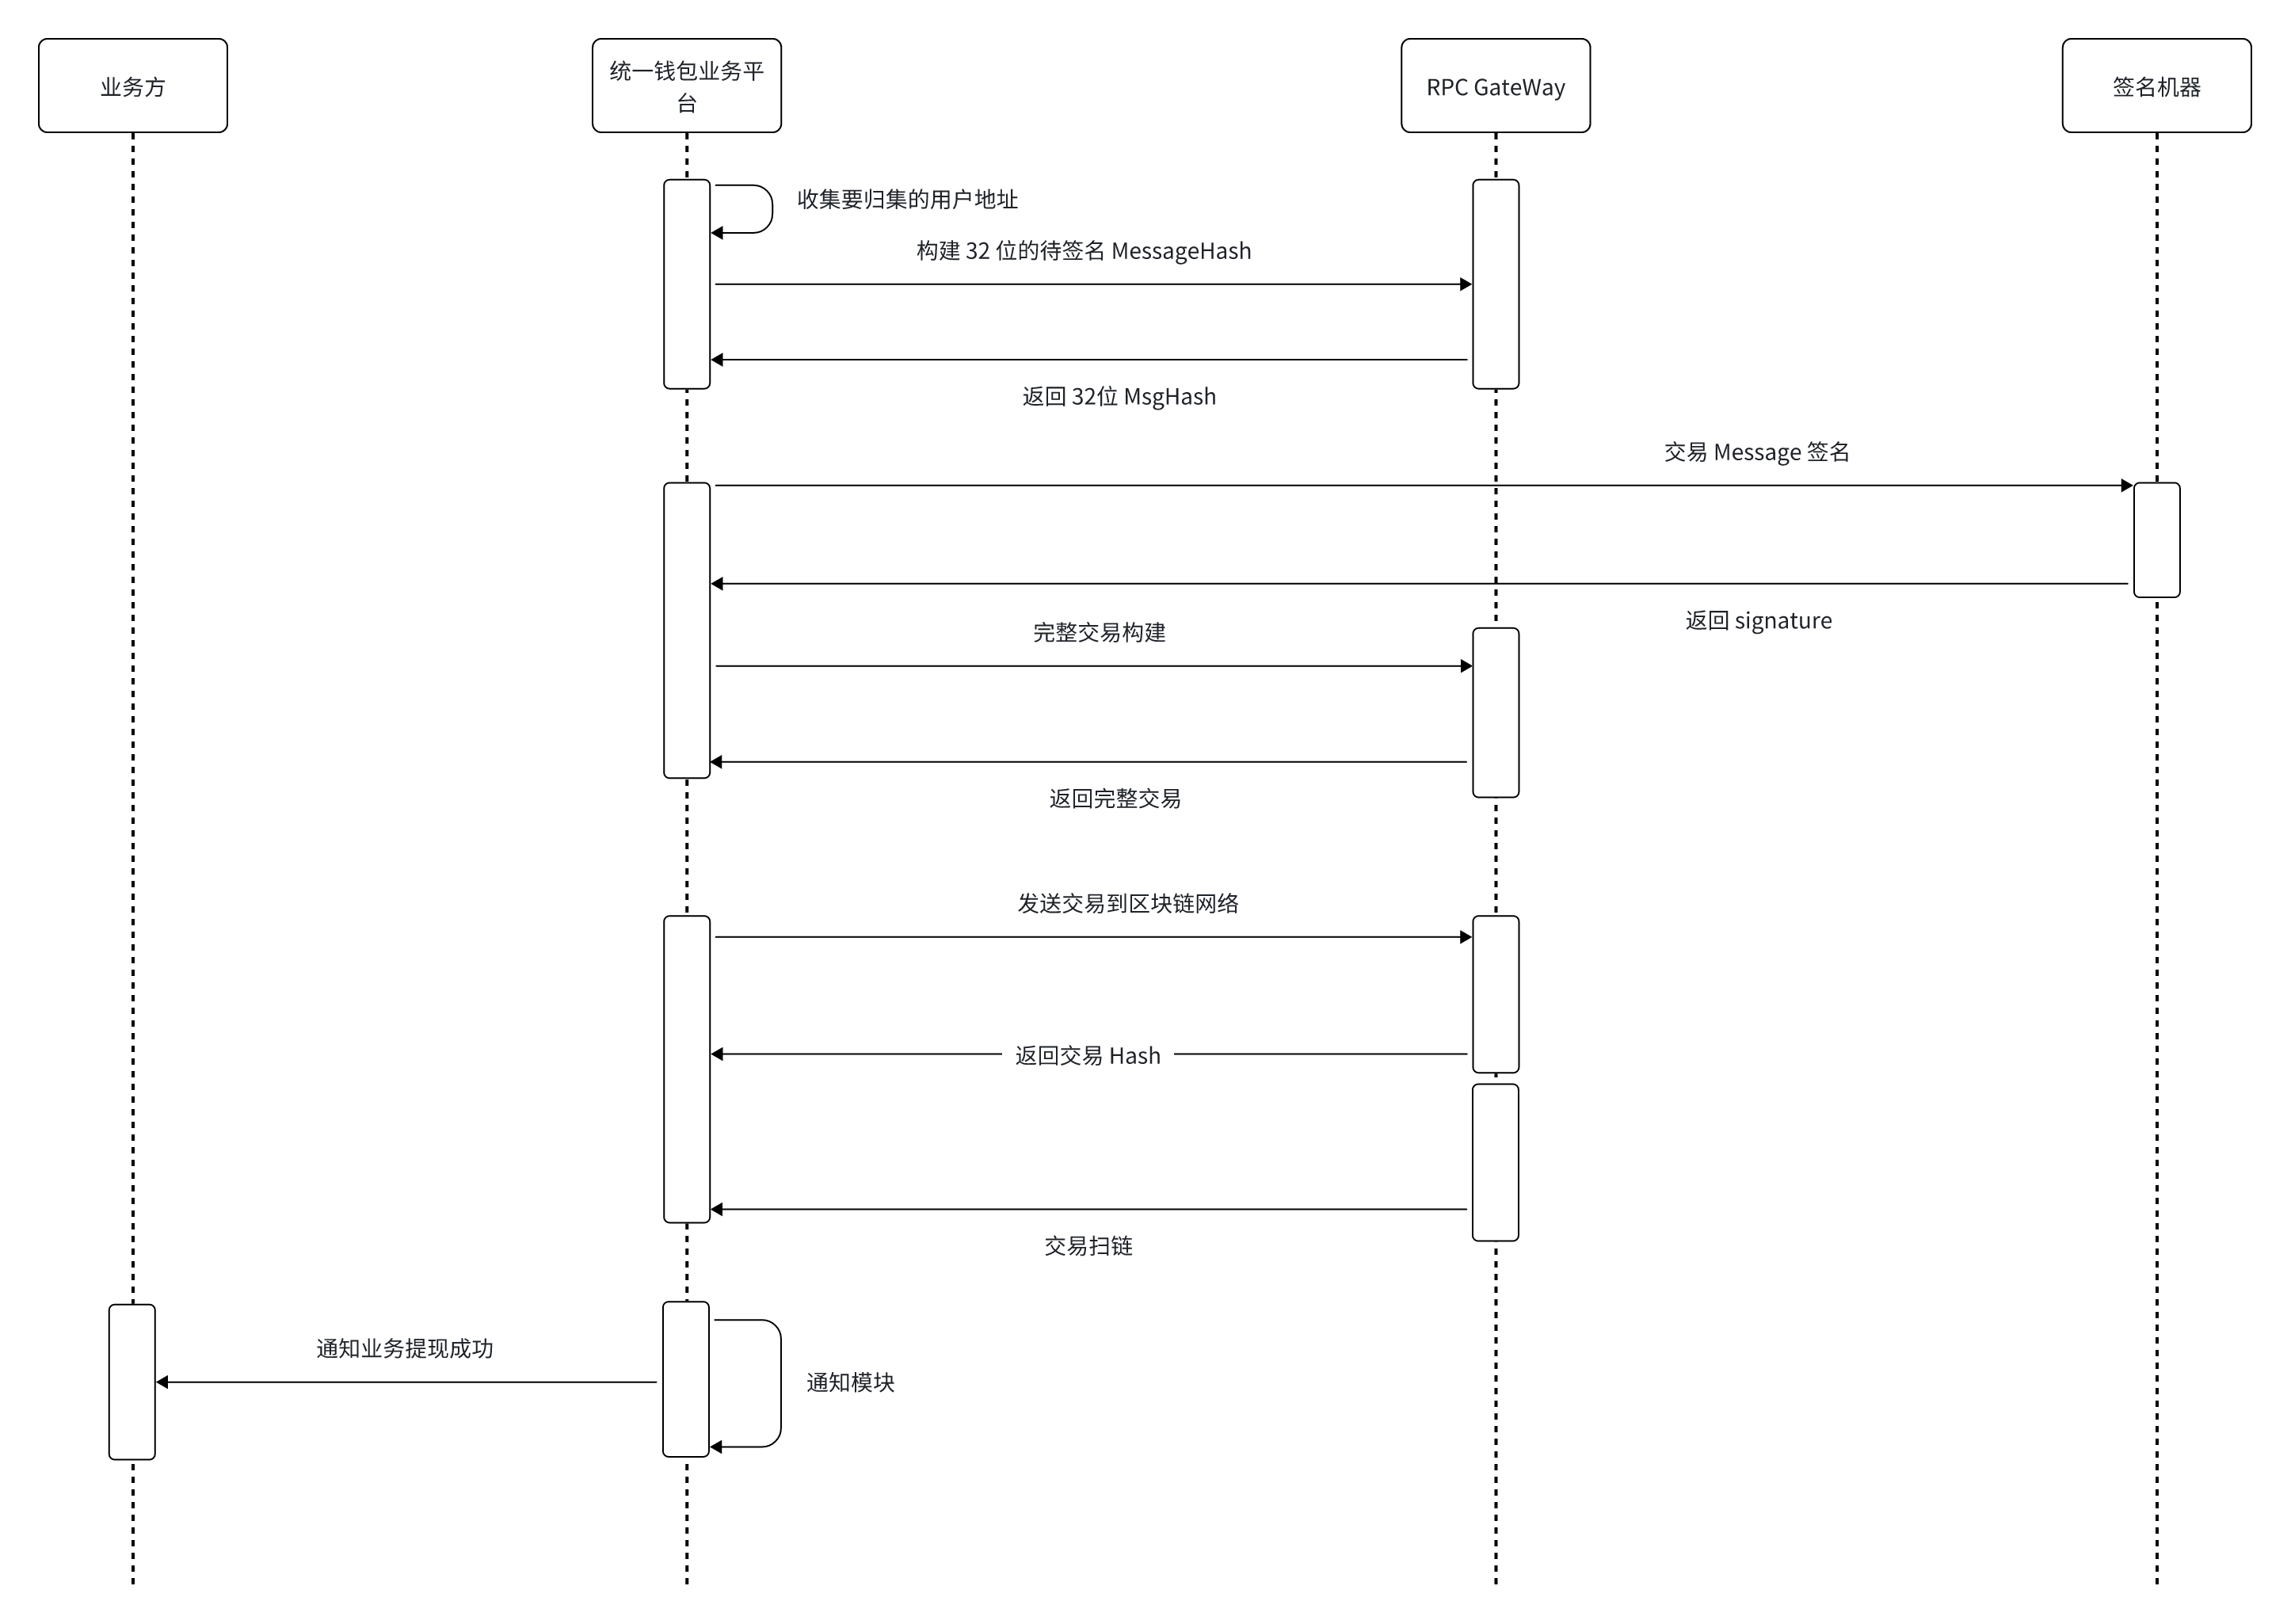 业务方
统一钱包业务平
台
RPC GateWay
签名机器
收集要归集的用户地址
构建 32 位的待签名 MessageHash
返回 32位 MsgHash
交易 Message 签名
返回 signature
完整交易构建
返回完整交易
发送交易到区块链网络
返回交易 Hash
交易扫链
通知业务提现成功
通知模块